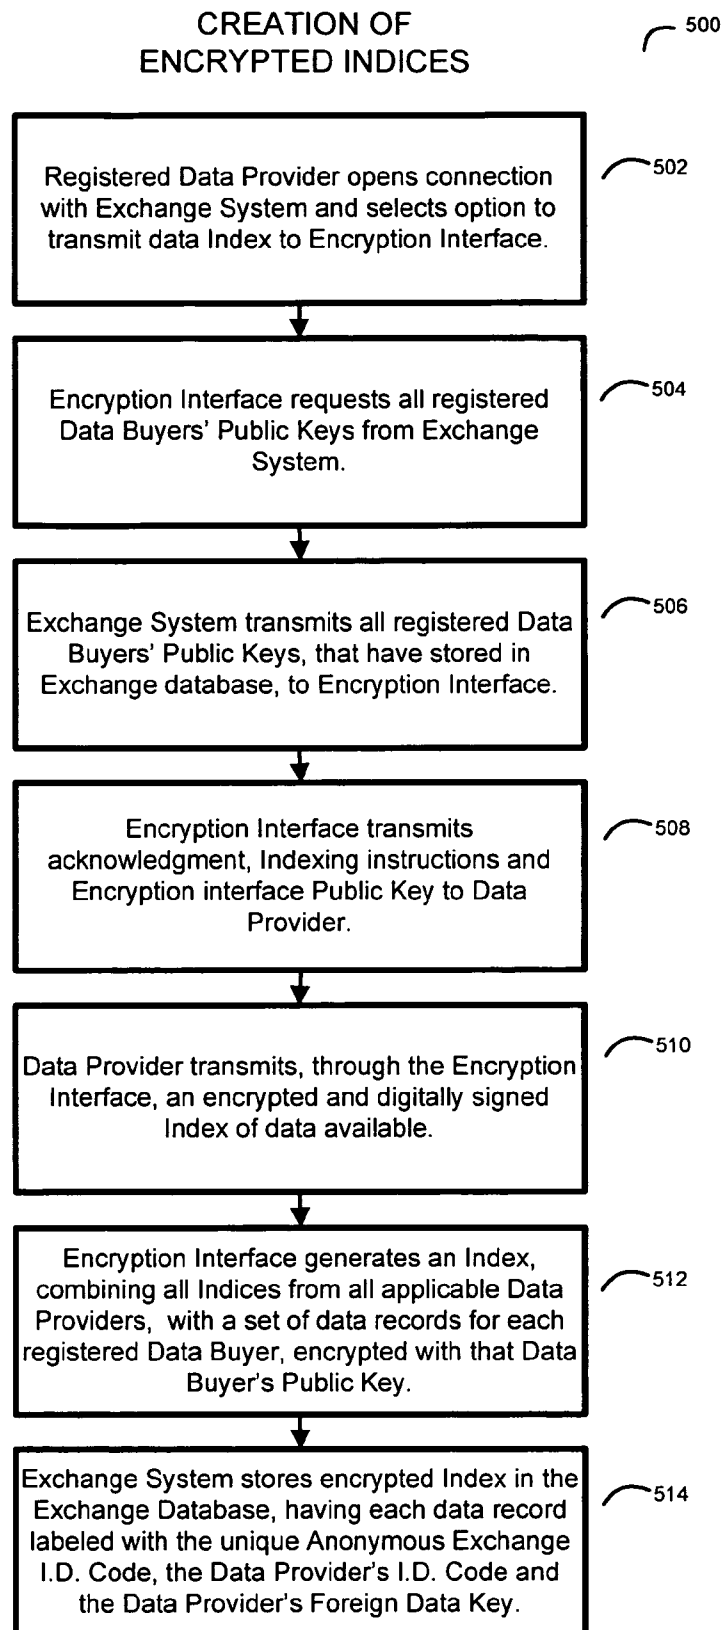 CREATION OF
ENCRYPTED INDICES
500
Registered Data Provider opens connection
with Exchange System and selects option to
transmit data Index to Encryption Interface.
502
Encryption Interface requests all registered
Data Buyers' Public Keys from Exchange
System.
504
Exchange System transmits all registered Data
Buyers' Public Keys, that have stored in
Exchange database, to Encryption Interface.
506
Encryption Interface transmits
acknowledgment, Indexing instructions and
Encryption interface Public Key to Data
Provider.
508
Data Provider transmits, through the Encryption
Interface, an encrypted and digitally signed
Index of data available.
510
Encryption Interface generates an Index,
combining all Indices from all applicable Data
Providers, with a set of data records for each
registered Data Buyer, encrypted with that Data
Buyer's Public Key.
512
Exchange System stores encrypted Index in the
Exchange Database, having each data record
labeled with the unique Anonymous Exchange
I.D. Code, the Data Provider's I.D. Code and
the Data Provider's Foreign Data Key.
514